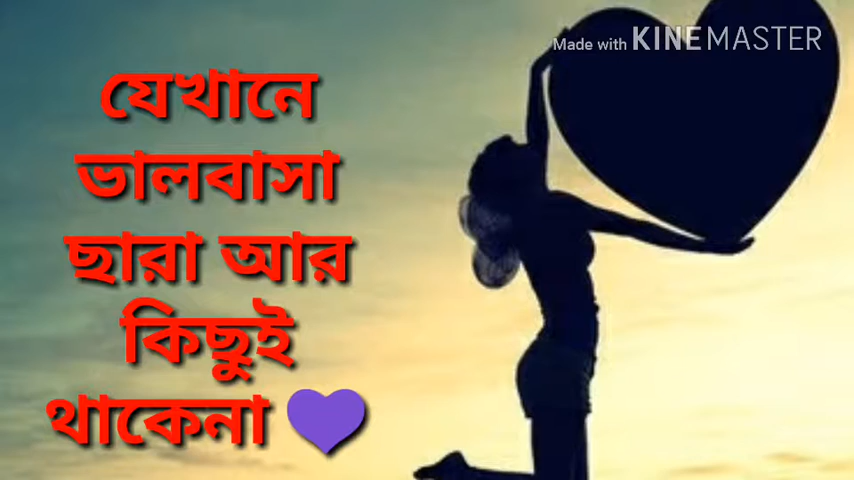 Made with KINEMASTER
যেখানে
ভালবাসা
ছারা আর
কিছুই
থাকেনা 💜